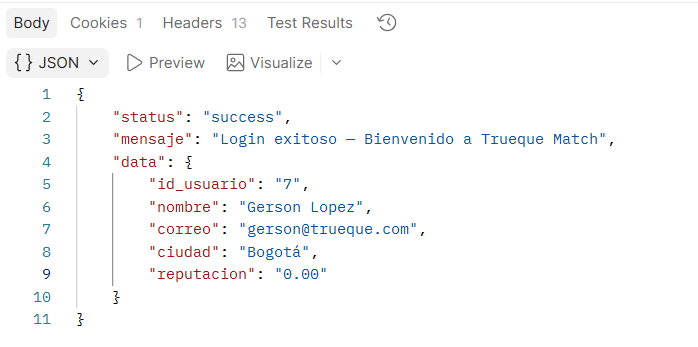 Body Cookies 1 Headers 13 Test Results
{} JSON Preview Visualize
1 {
2 "status": "success",
3 "mensaje": "Login exitoso — Bienvenido a Trueque Match",
4 "data": {
5 "id_usuario": "7",
6 "nombre": "Gerson Lopez",
7 "correo": "gerson@trueque.com",
8 "ciudad": "Bogotá",
9 "reputacion": "0.00"
10 }
11 }